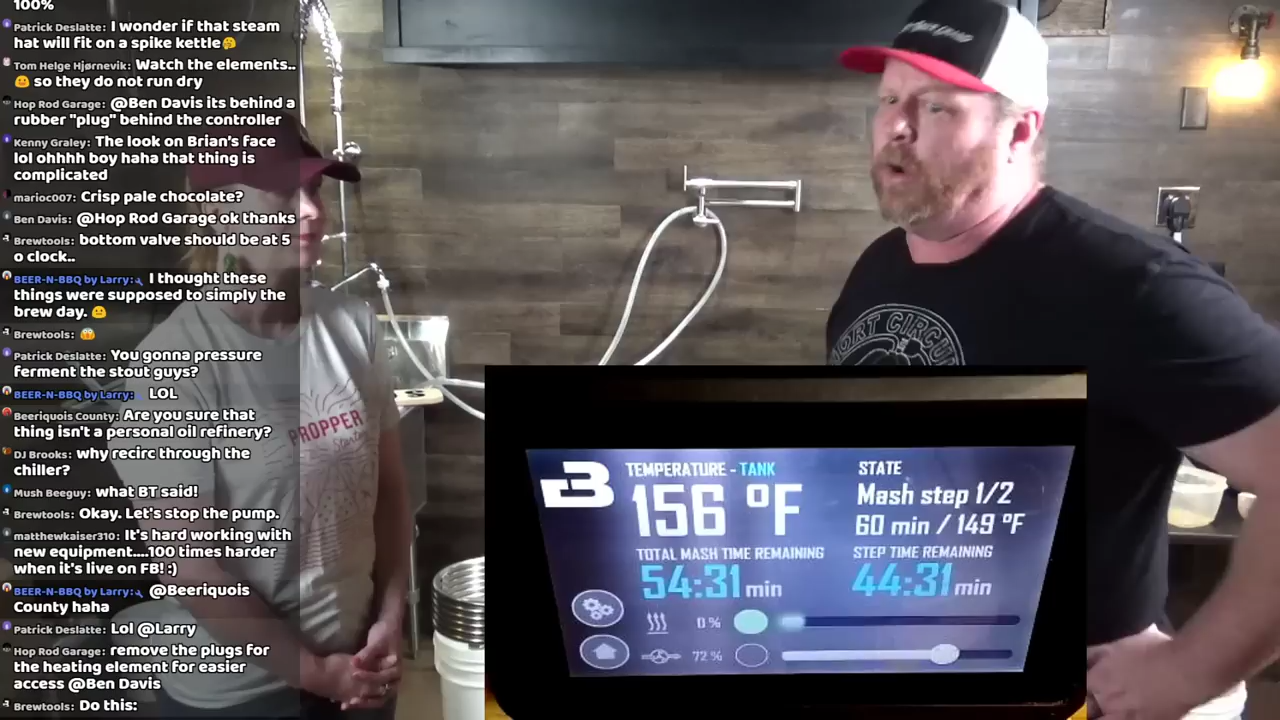 100%
Patrick Deslatte: I wonder if that steam
hat will fit on a spike kettle🤔
Tom Helge Hjørnevik: Watch the elements..
😐 so they do not run dry
Hop Rod Garage: @Ben Davis its behind a
rubber "plug" behind the controller
Kenny Graley: The look on Brian's face
lol ohhhh boy haha that thing is
complicated
marioc007: Crisp pale chocolate?
Ben Davis: @Hop Rod Garage ok thanks
Brewtools: bottom valve should be at 5
o clock..
BEER-N-BBQ by Larry: I thought these
things were supposed to simply the
brew day. 😐
Brewtools: 😱
Patrick Deslatte: You gonna pressure
ferment the stout guys?
BEER-N-BBQ by Larry: LOL
Beeriquois County: Are you sure that
thing isn't a personal oil refinery?
DJ Brooks: why recirc through the
chiller?
Mush Beeguy: what BT said!
Brewtools: Okay. Let's stop the pump.
matthewkaiser310: It's hard working with
new equipment....100 times harder
when it's live on FB! :)
BEER-N-BBQ by Larry: @Beeriquois
County haha
Patrick Deslatte: Lol @Larry
Hop Rod Garage: remove the plugs for
the heating element for easier
access @Ben Davis
Brewtools: Do this:
PROPPER
Starter
SHORT CIRCUI
B
TEMPERATURE - TANK
156 ºF
STATE
Mash step 1/2
60 min / 149 ºF
TOTAL MASH TIME REMAINING
54:31 min
STEP TIME REMAINING
44:31 min
0 %
72 %